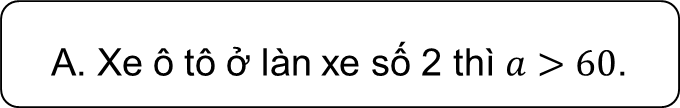 A. Xe ô tô ở làn xe số 2 thì a > 60.